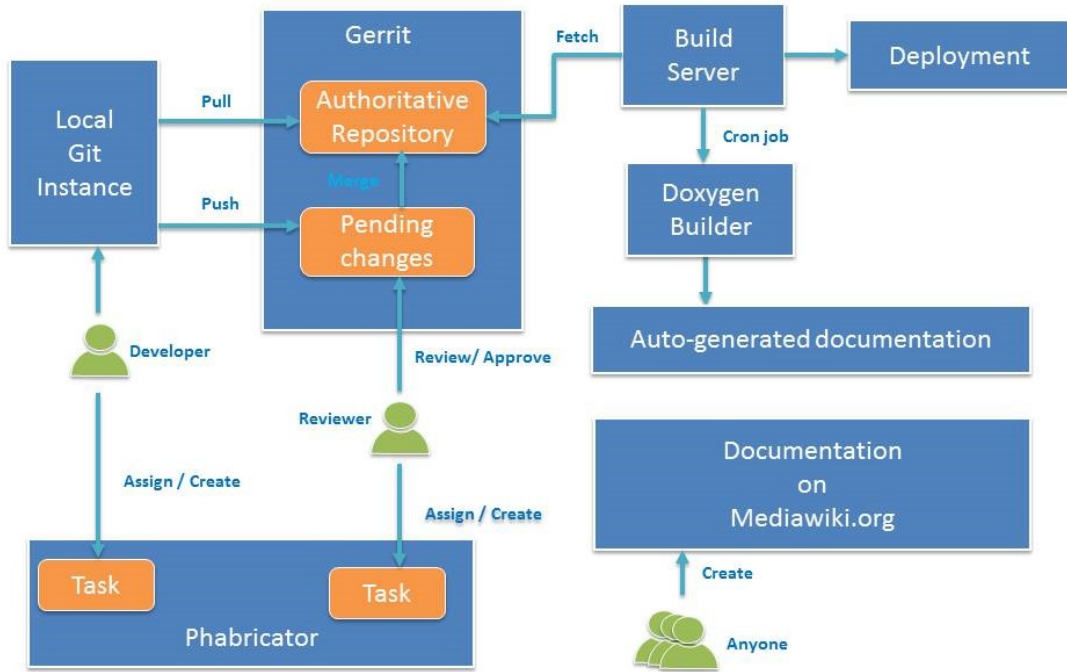 Gerrit
Fetch
Build
Server
Deployment
Local
Git
Instance
Pull
Authoritative
Repository
Cron job
Merge
Push
Pending
changes
Doxygen
Builder
Developer
Review/ Approve
Auto-generated documentation
Reviewer
Assign / Create
Assign / Create
Documentation
on
Mediawiki.org
Task
Task
Phabricator
Create
Anyone